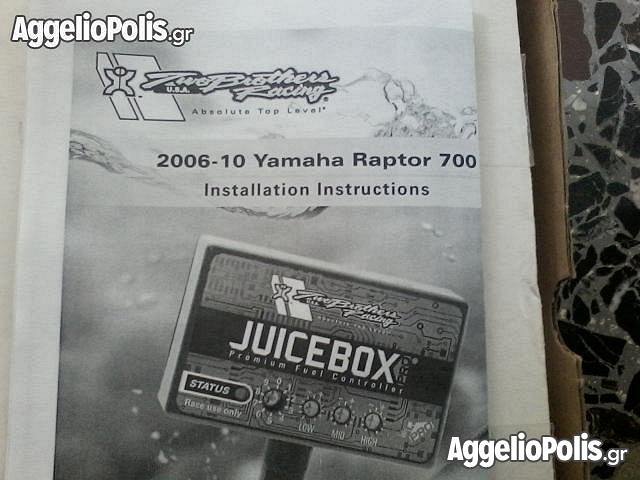 AggelioPolis.gr
Two Brothers
Racing®
U.S.A.
Absolute Top Level®
2006-10 Yamaha Raptor 700
Installation Instructions
Two Brothers
Racing
JUICEBOX
Premium Fuel Controller
STATUS
Race use only
LOW
MID
HIGH
PRO
AggelioPolis.gr